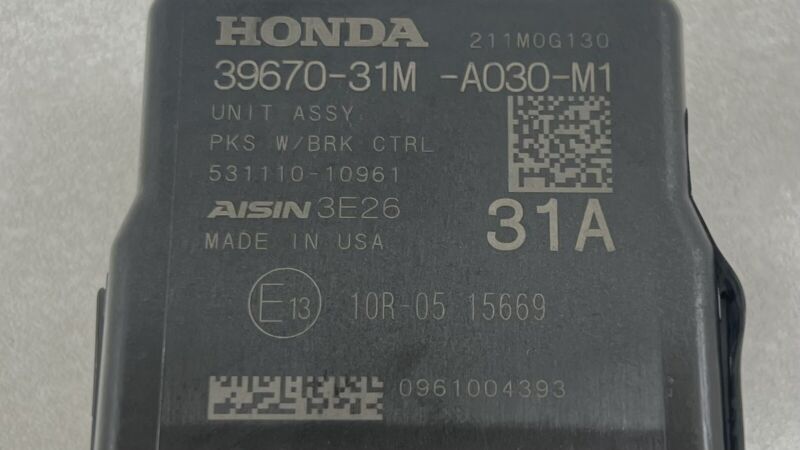 HONDA 211M0G130
39670-31M -A030-M1
UNIT ASSY
PKS W/BRK CTRL
531110-10961
AISIN 3E26
31A
MADE IN USA
E13 10R-05 15669
0961004393